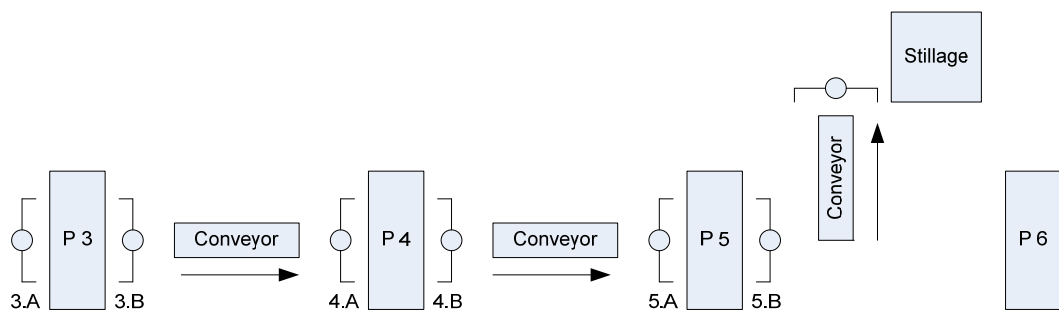 Stillage
Conveyor
P 3
Conveyor
P 4
Conveyor
P 5
P 6
3.A
3.B
4.A
4.B
5.A
5.B